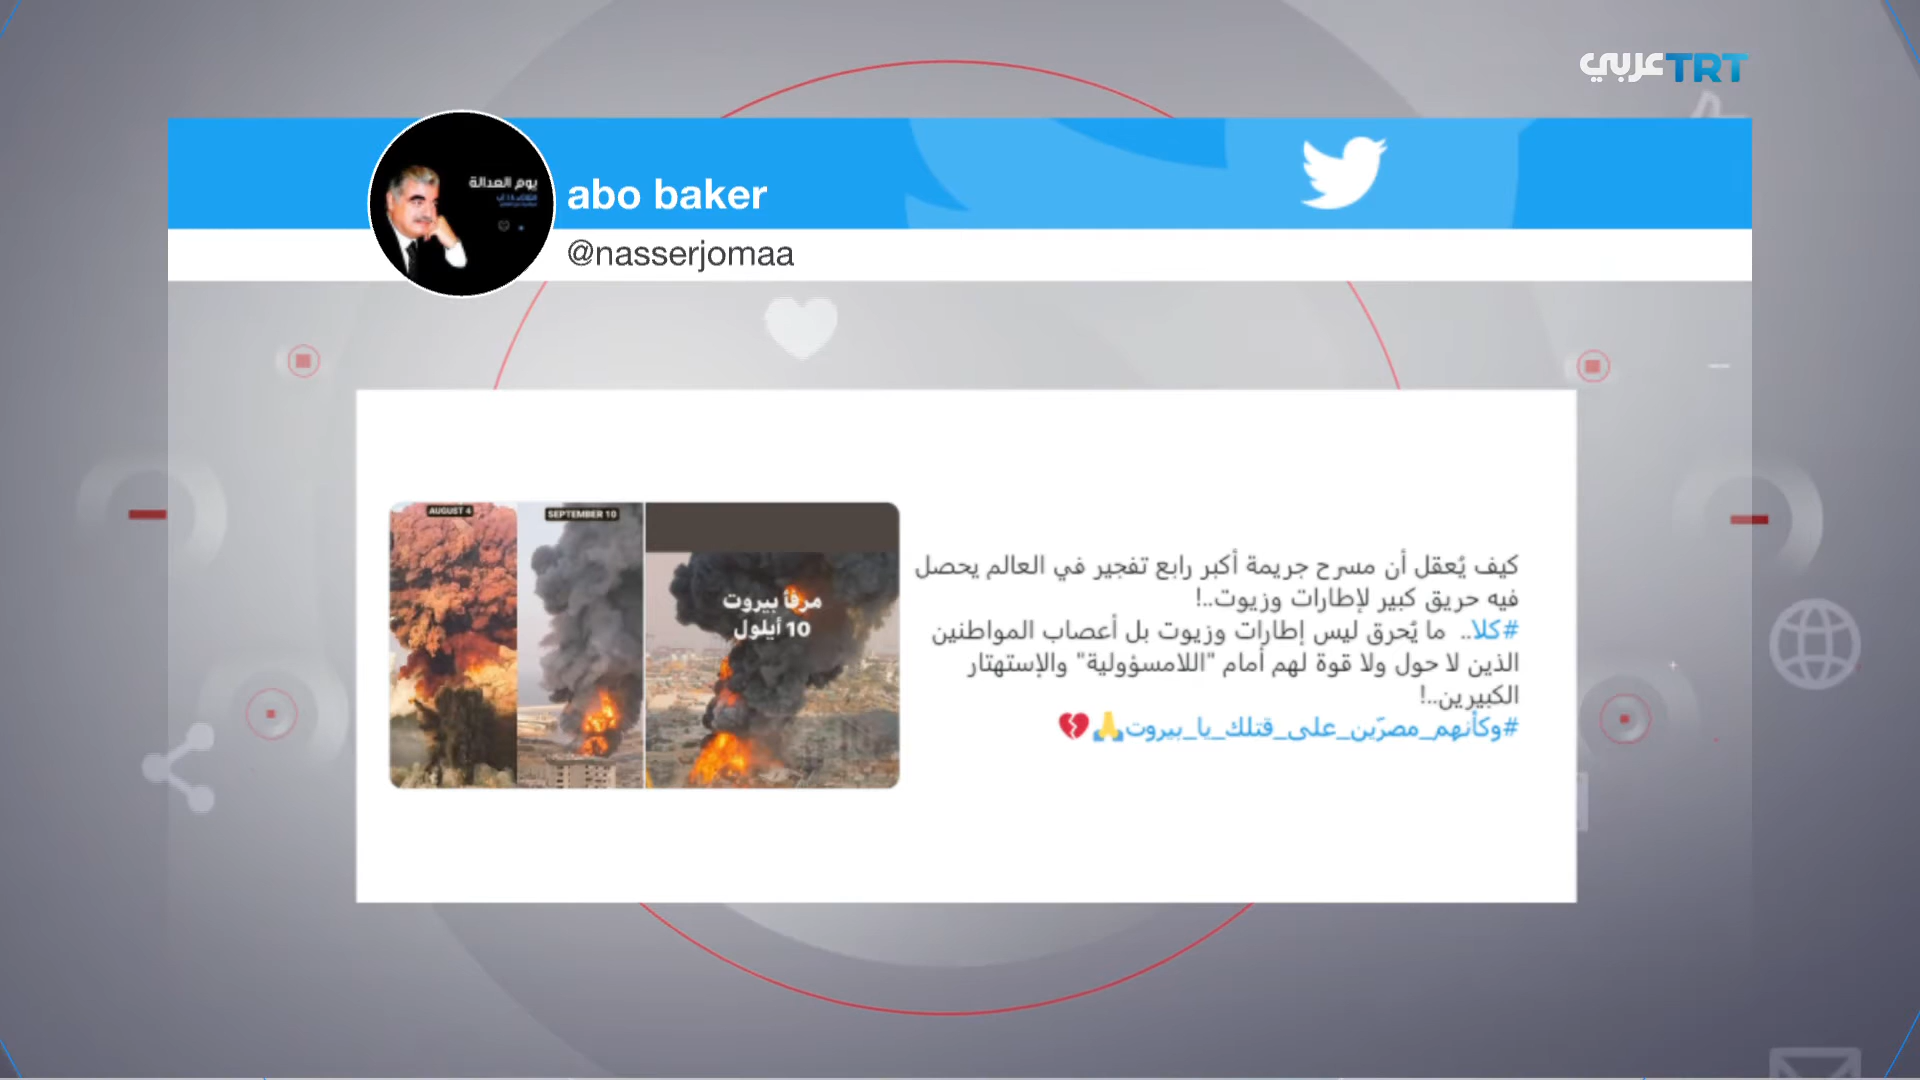 TRT عربي
abo baker
@nasserjomaa
يوم العدالة
AUGUST 4
SEPTEMBER 10
مرفأ بيروت
10 أيلول
كيف يُعقل أن مسرح جريمة أكبر رابع تفجير في العالم يحصل
فيه حريق كبير لإطارات وزيوت..!
#كلا.. ما يُحرق ليس إطارات وزيوت بل أعصاب المواطنين
الذين لا حول ولا قوة لهم أمام "اللامسؤولية" والإستهتار
الكبيرين..!
#وكأنهم_مصرّين_على_قتلك_يا_بيروت🙏💔